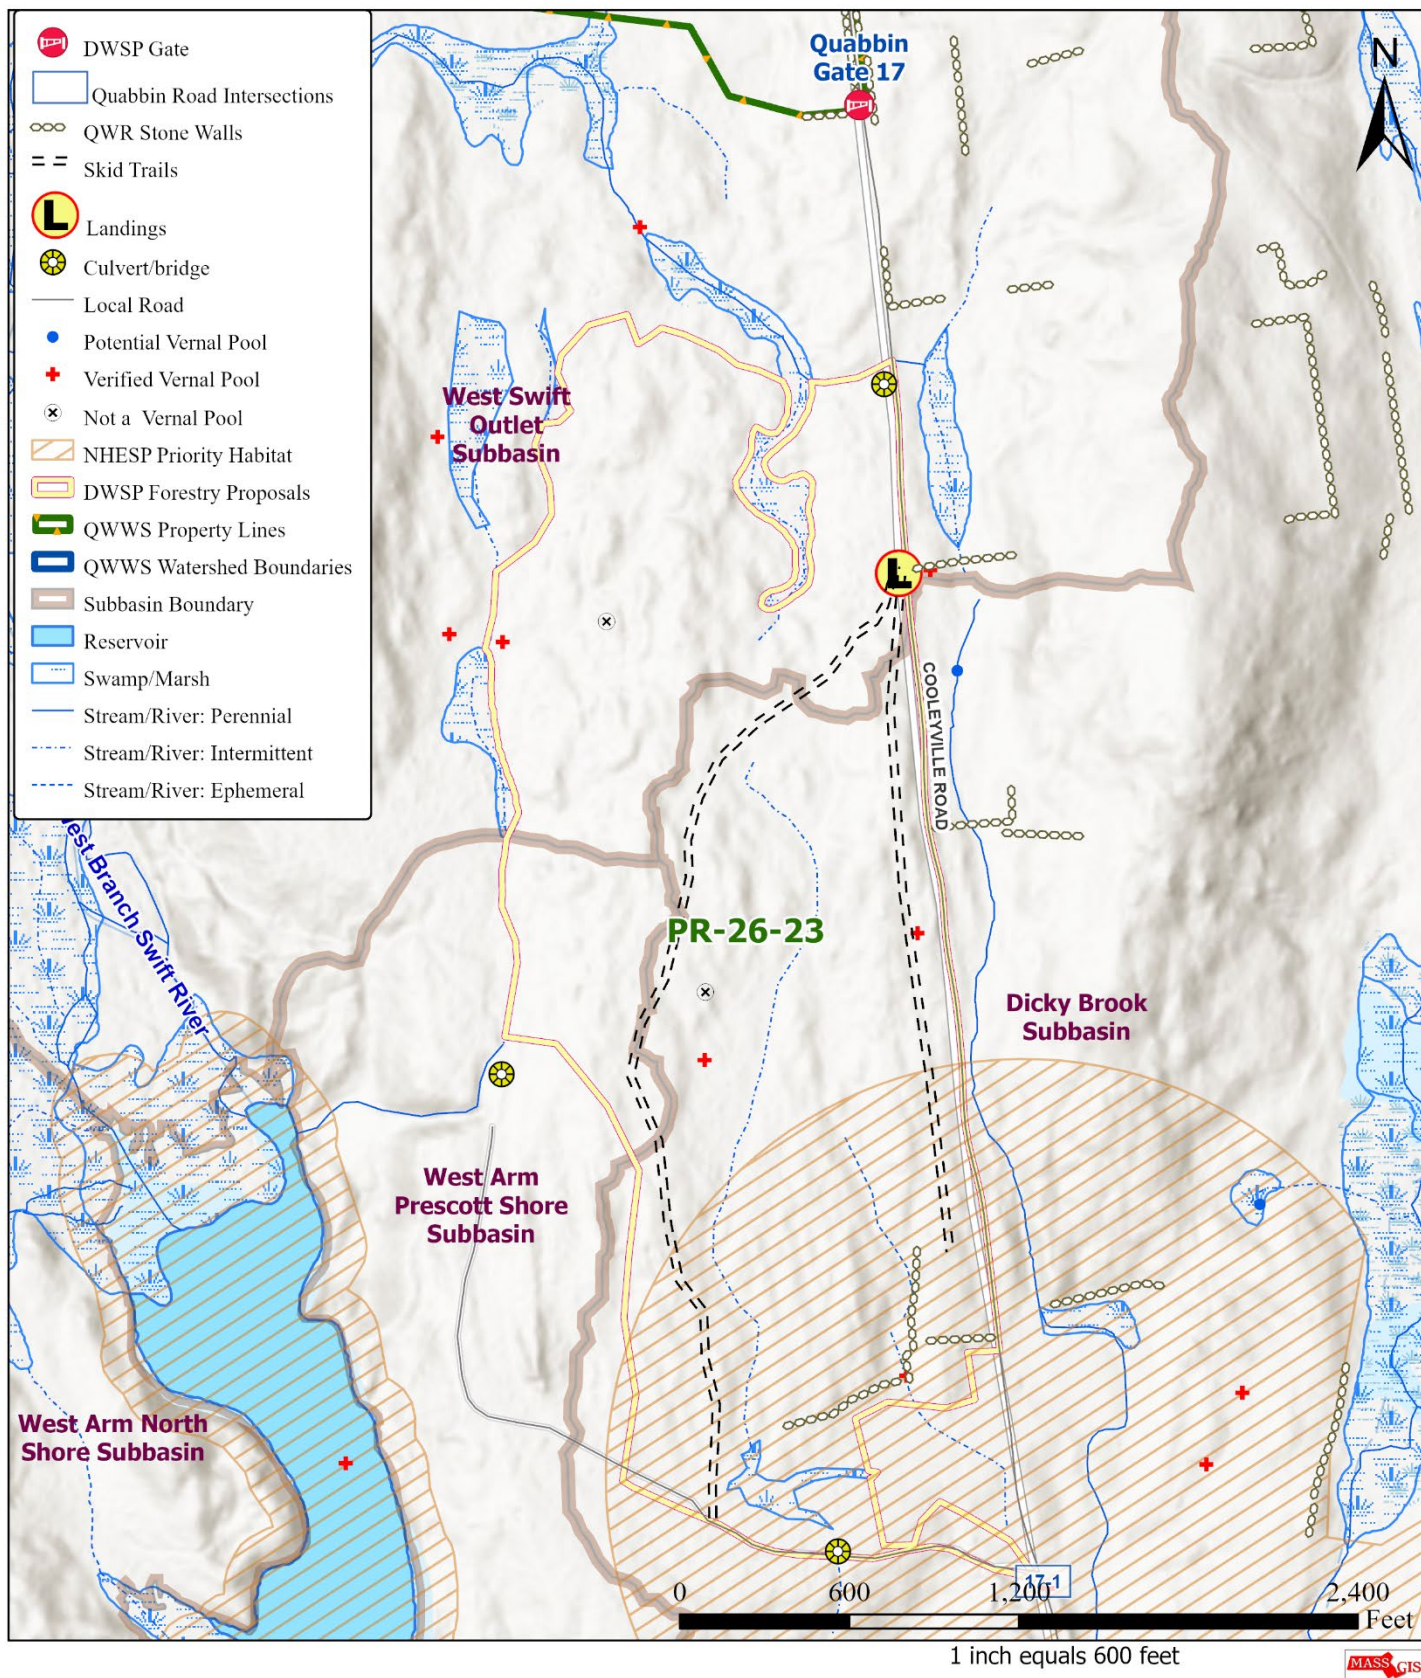 DWSP Gate
Quabbin Road Intersections
QWR Stone Walls
Skid Trails
L
Landings
Culvert/bridge
Local Road
Potential Vernal Pool
Verified Vernal Pool
Not a Vernal Pool
NHESP Priority Habitat
DWSP Forestry Proposals
QWWS Property Lines
QWWS Watershed Boundaries
Subbasin Boundary
Reservoir
Swamp/Marsh
Stream/River: Perennial
Stream/River: Intermittent
Stream/River: Ephemeral
Quabbin
Gate 17
N
West Swift
Outlet
Subbasin
L
COOLEYVILLE ROAD
West Branch Swift River
PR-26-23
Dicky Brook
Subbasin
West Arm
Prescott Shore
Subbasin
West Arm North
Shore Subbasin
17-1
0 600 1,200 2,400
Feet
1 inch equals 600 feet
MASS GIS